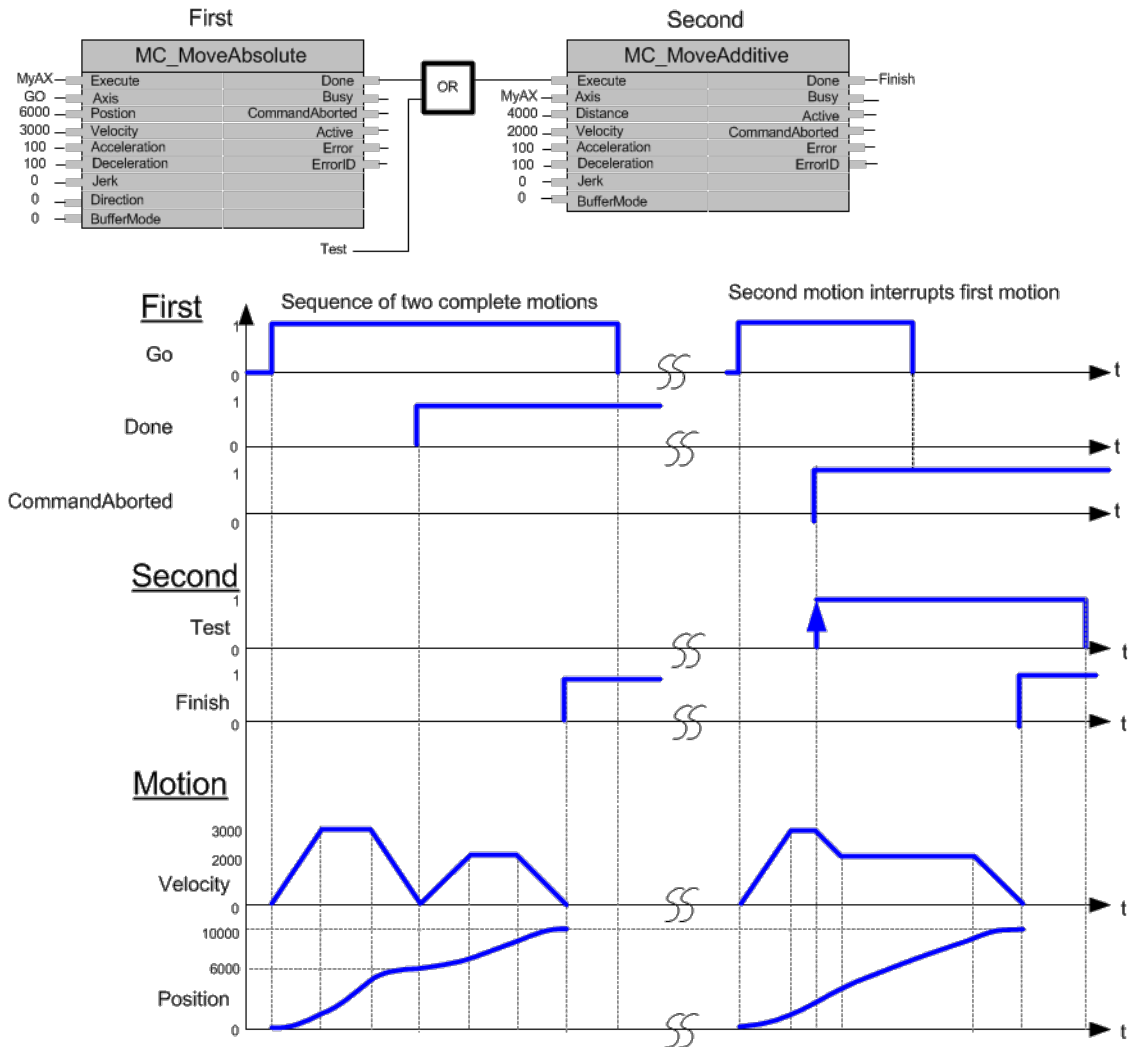 First
Second
MC_MoveAbsolute
MC_MoveAdditive
MyAX Execute Done
GO Axis Busy
6000 Postion CommandAborted
3000 Velocity Active
100 Acceleration Error
100 Deceleration ErrorID
0 Jerk
0 Direction
0 BufferMode
OR
Test
Execute Done Finish
MyAX Axis Busy
4000 Distance Active
2000 Velocity CommandAborted
100 Acceleration Error
100 Deceleration ErrorID
0 Jerk
0 BufferMode
First
Sequence of two complete motions
Second motion interrupts first motion
1
Go
0
t
1
Done
0
t
1
CommandAborted
0
t
Second
1
Test
0
t
1
Finish
0
t
Motion
3000
2000
Velocity
0
t
10000
6000
Position
0
t